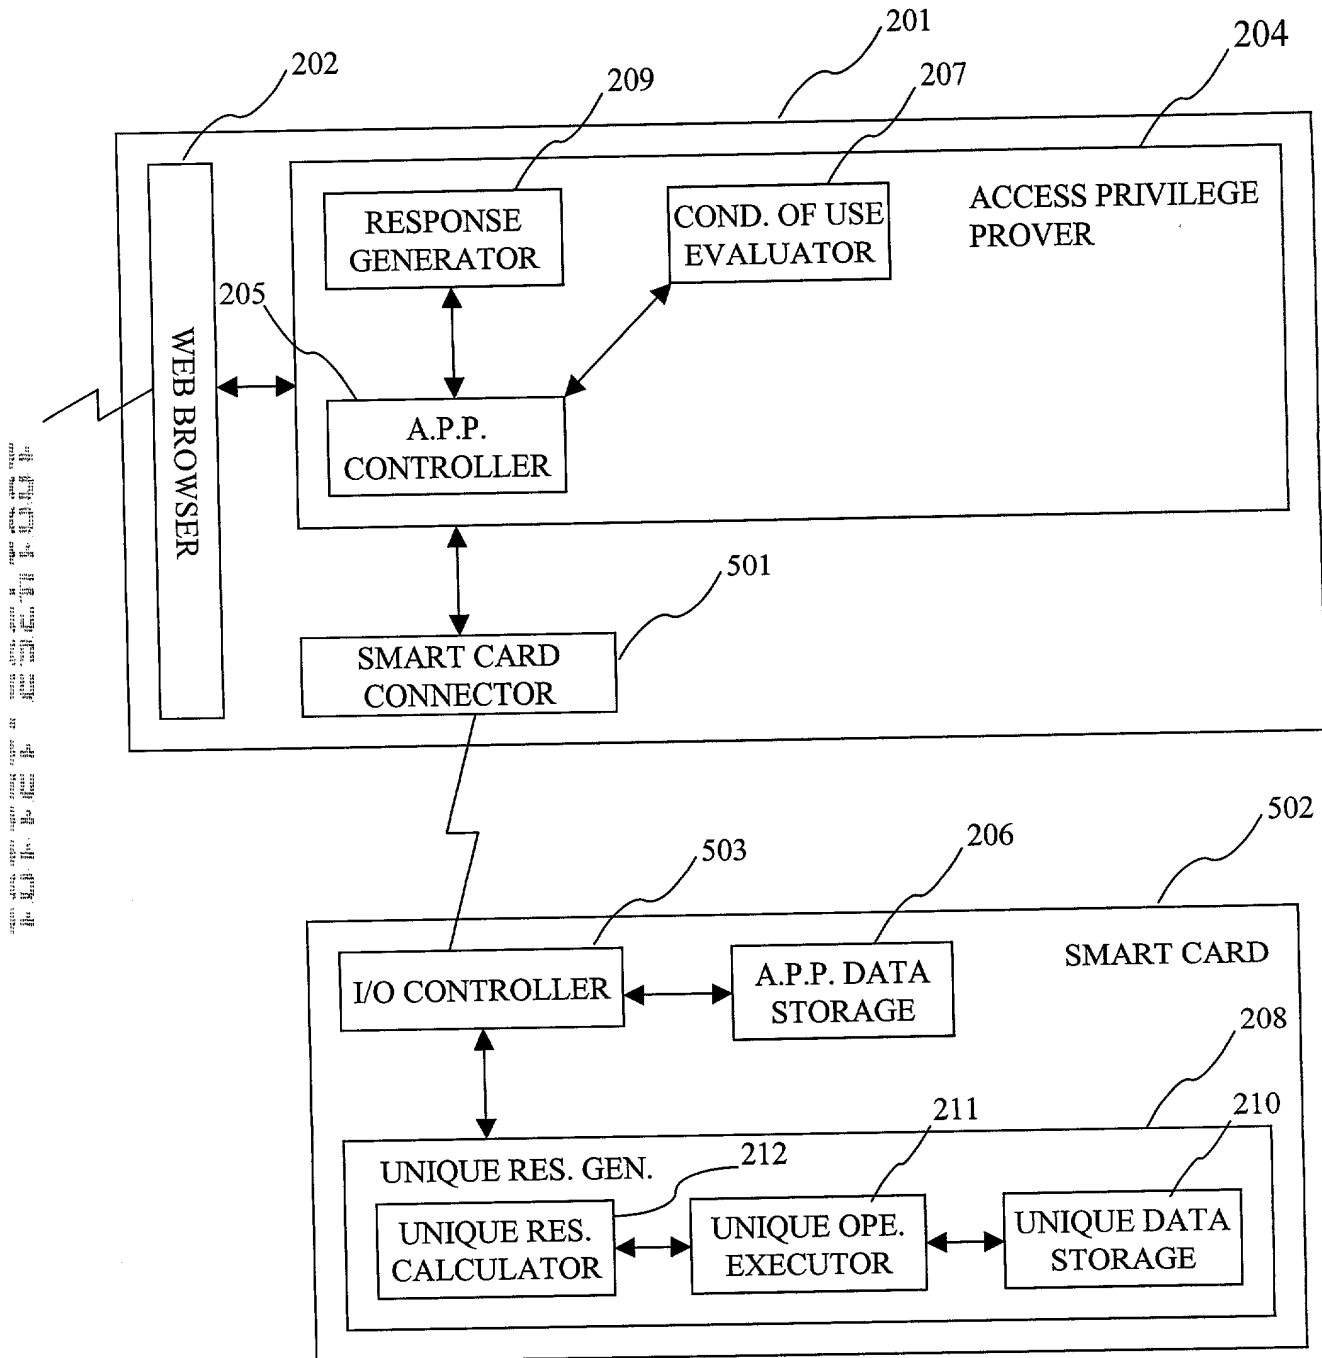 201
204
202
207
209
RESPONSE
GENERATOR
COND. OF USE
EVALUATOR
ACCESS PRIVILEGE
PROVER
205
WEB BROWSER
A.P.P.
CONTROLLER
501
SMART CARD
CONNECTOR
502
206
503
SMART CARD
I/O CONTROLLER
A.P.P. DATA
STORAGE
208
210
211
212
UNIQUE RES. GEN.
UNIQUE RES.
CALCULATOR
UNIQUE OPE.
EXECUTOR
UNIQUE DATA
STORAGE